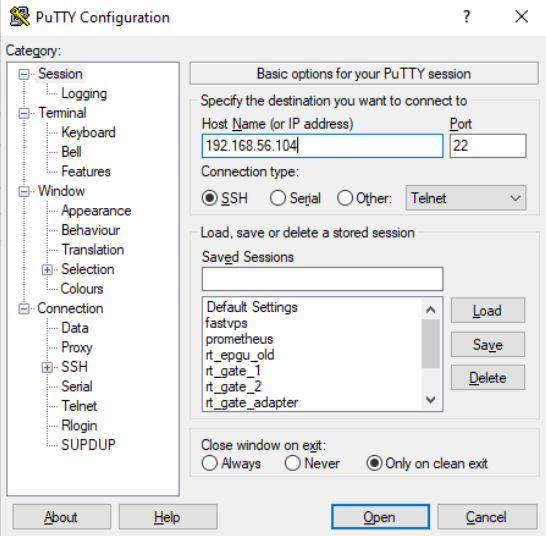 PuTTY Configuration
? ×
Category:
Session
Logging
Terminal
Keyboard
Bell
Features
Window
Appearance
Behaviour
Translation
Selection
Colours
Connection
Data
Proxy
SSH
Serial
Telnet
Rlogin
SUPDUP
Basic options for your PuTTY session
Specify the destination you want to connect to
Host Name (or IP address) Port
192.168.56.104 22
Connection type:
SSH Serial Other: Telnet
Load, save or delete a stored session
Saved Sessions
Default Settings
fastvps
prometheus
rt_epgu_old
rt_gate_1
rt_gate_2
rt_gate_adapter
Load
Save
Delete
Close window on exit:
Always Never Only on clean exit
About Help Open Cancel